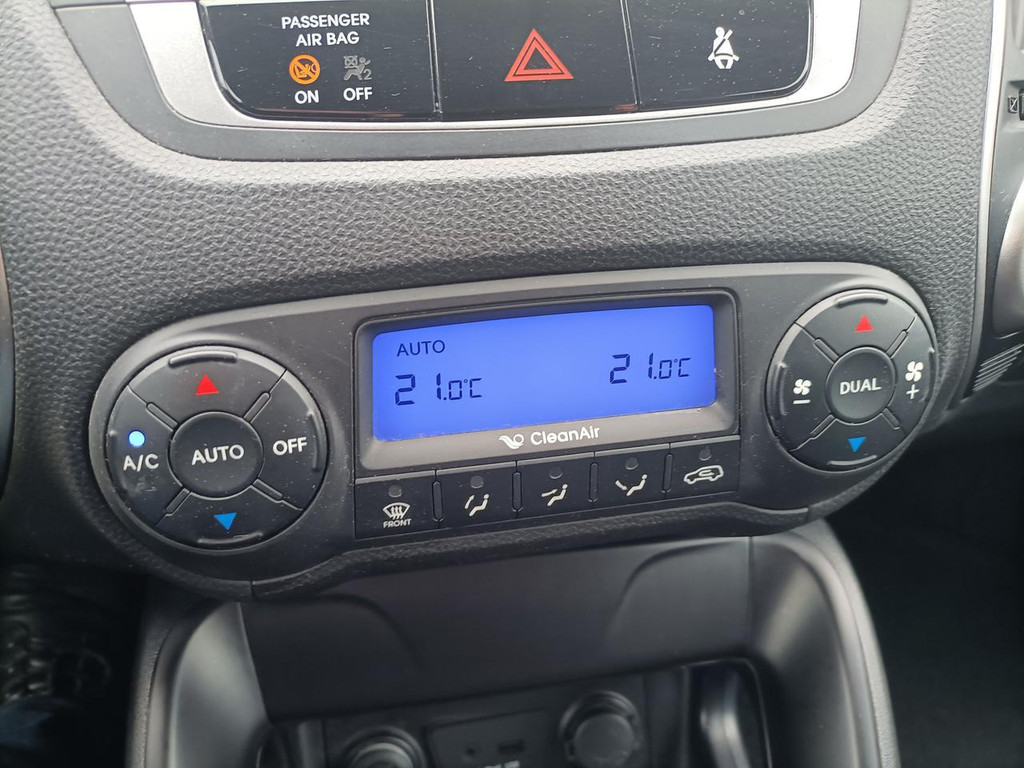 PASSENGER
AIR BAG
ON OFF
AUTO
21.0°C 21.0°C
CleanAir
A/C AUTO OFF
DUAL
FRONT